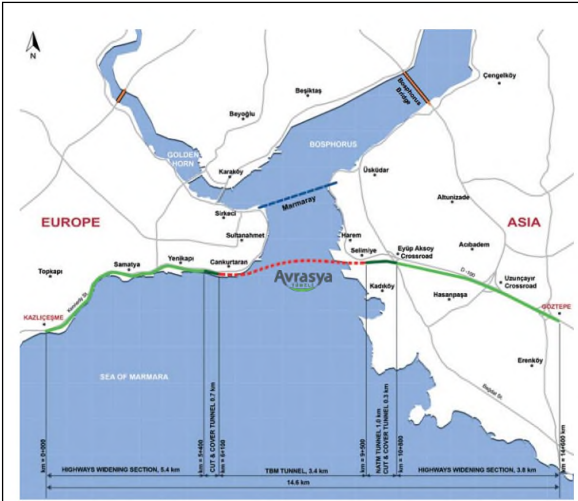 N
Çengelköy
Beşiktaş
Bosphorus
Bridge
Beyoğlu
BOSPHORUS
GOLDEN
HORN
Karaköy
Üsküdar
Marmaray
Altunizade
Sirkeci
EUROPE
ASIA
Sultanahmet
Harem
Acıbadem
Selimiye
Eyüp Aksoy
Crossroad
Topkapı
Samatya
Yenikapı
Cankurtaran
D-100
Uzunçayır
Crossroad
Avrasya
TÜNELİ
Kadıköy
Hasanpaşa
Kennedy St.
KAZLIÇEŞME
GÖZTEPE
Erenköy
SEA OF MARMARA
Bağdat St.
km = 0+000
km = 5+400
CUT & COVER TUNNEL 0.7 km
km = 6+100
km = 9+500
NATM TUNNEL 1.0 km
CUT & COVER TUNNEL 0.3 km
km = 14+600 km
HIGHWAYS WIDENING SECTION, 5.4 km
TBM TUNNEL, 3.4 km
HIGHWAYS WIDENING SECTION, 3.8 km
14.6 km